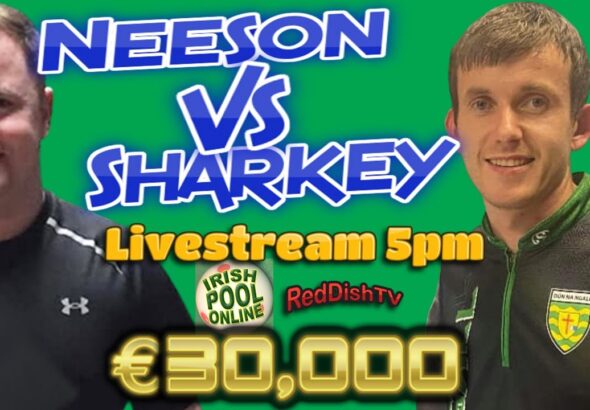 NEESON
VS
SHARKEY
Livestream 5pm
IRISH
POOL
ONLINE
RedDishTv
€30,000
DÚN NA NGALL